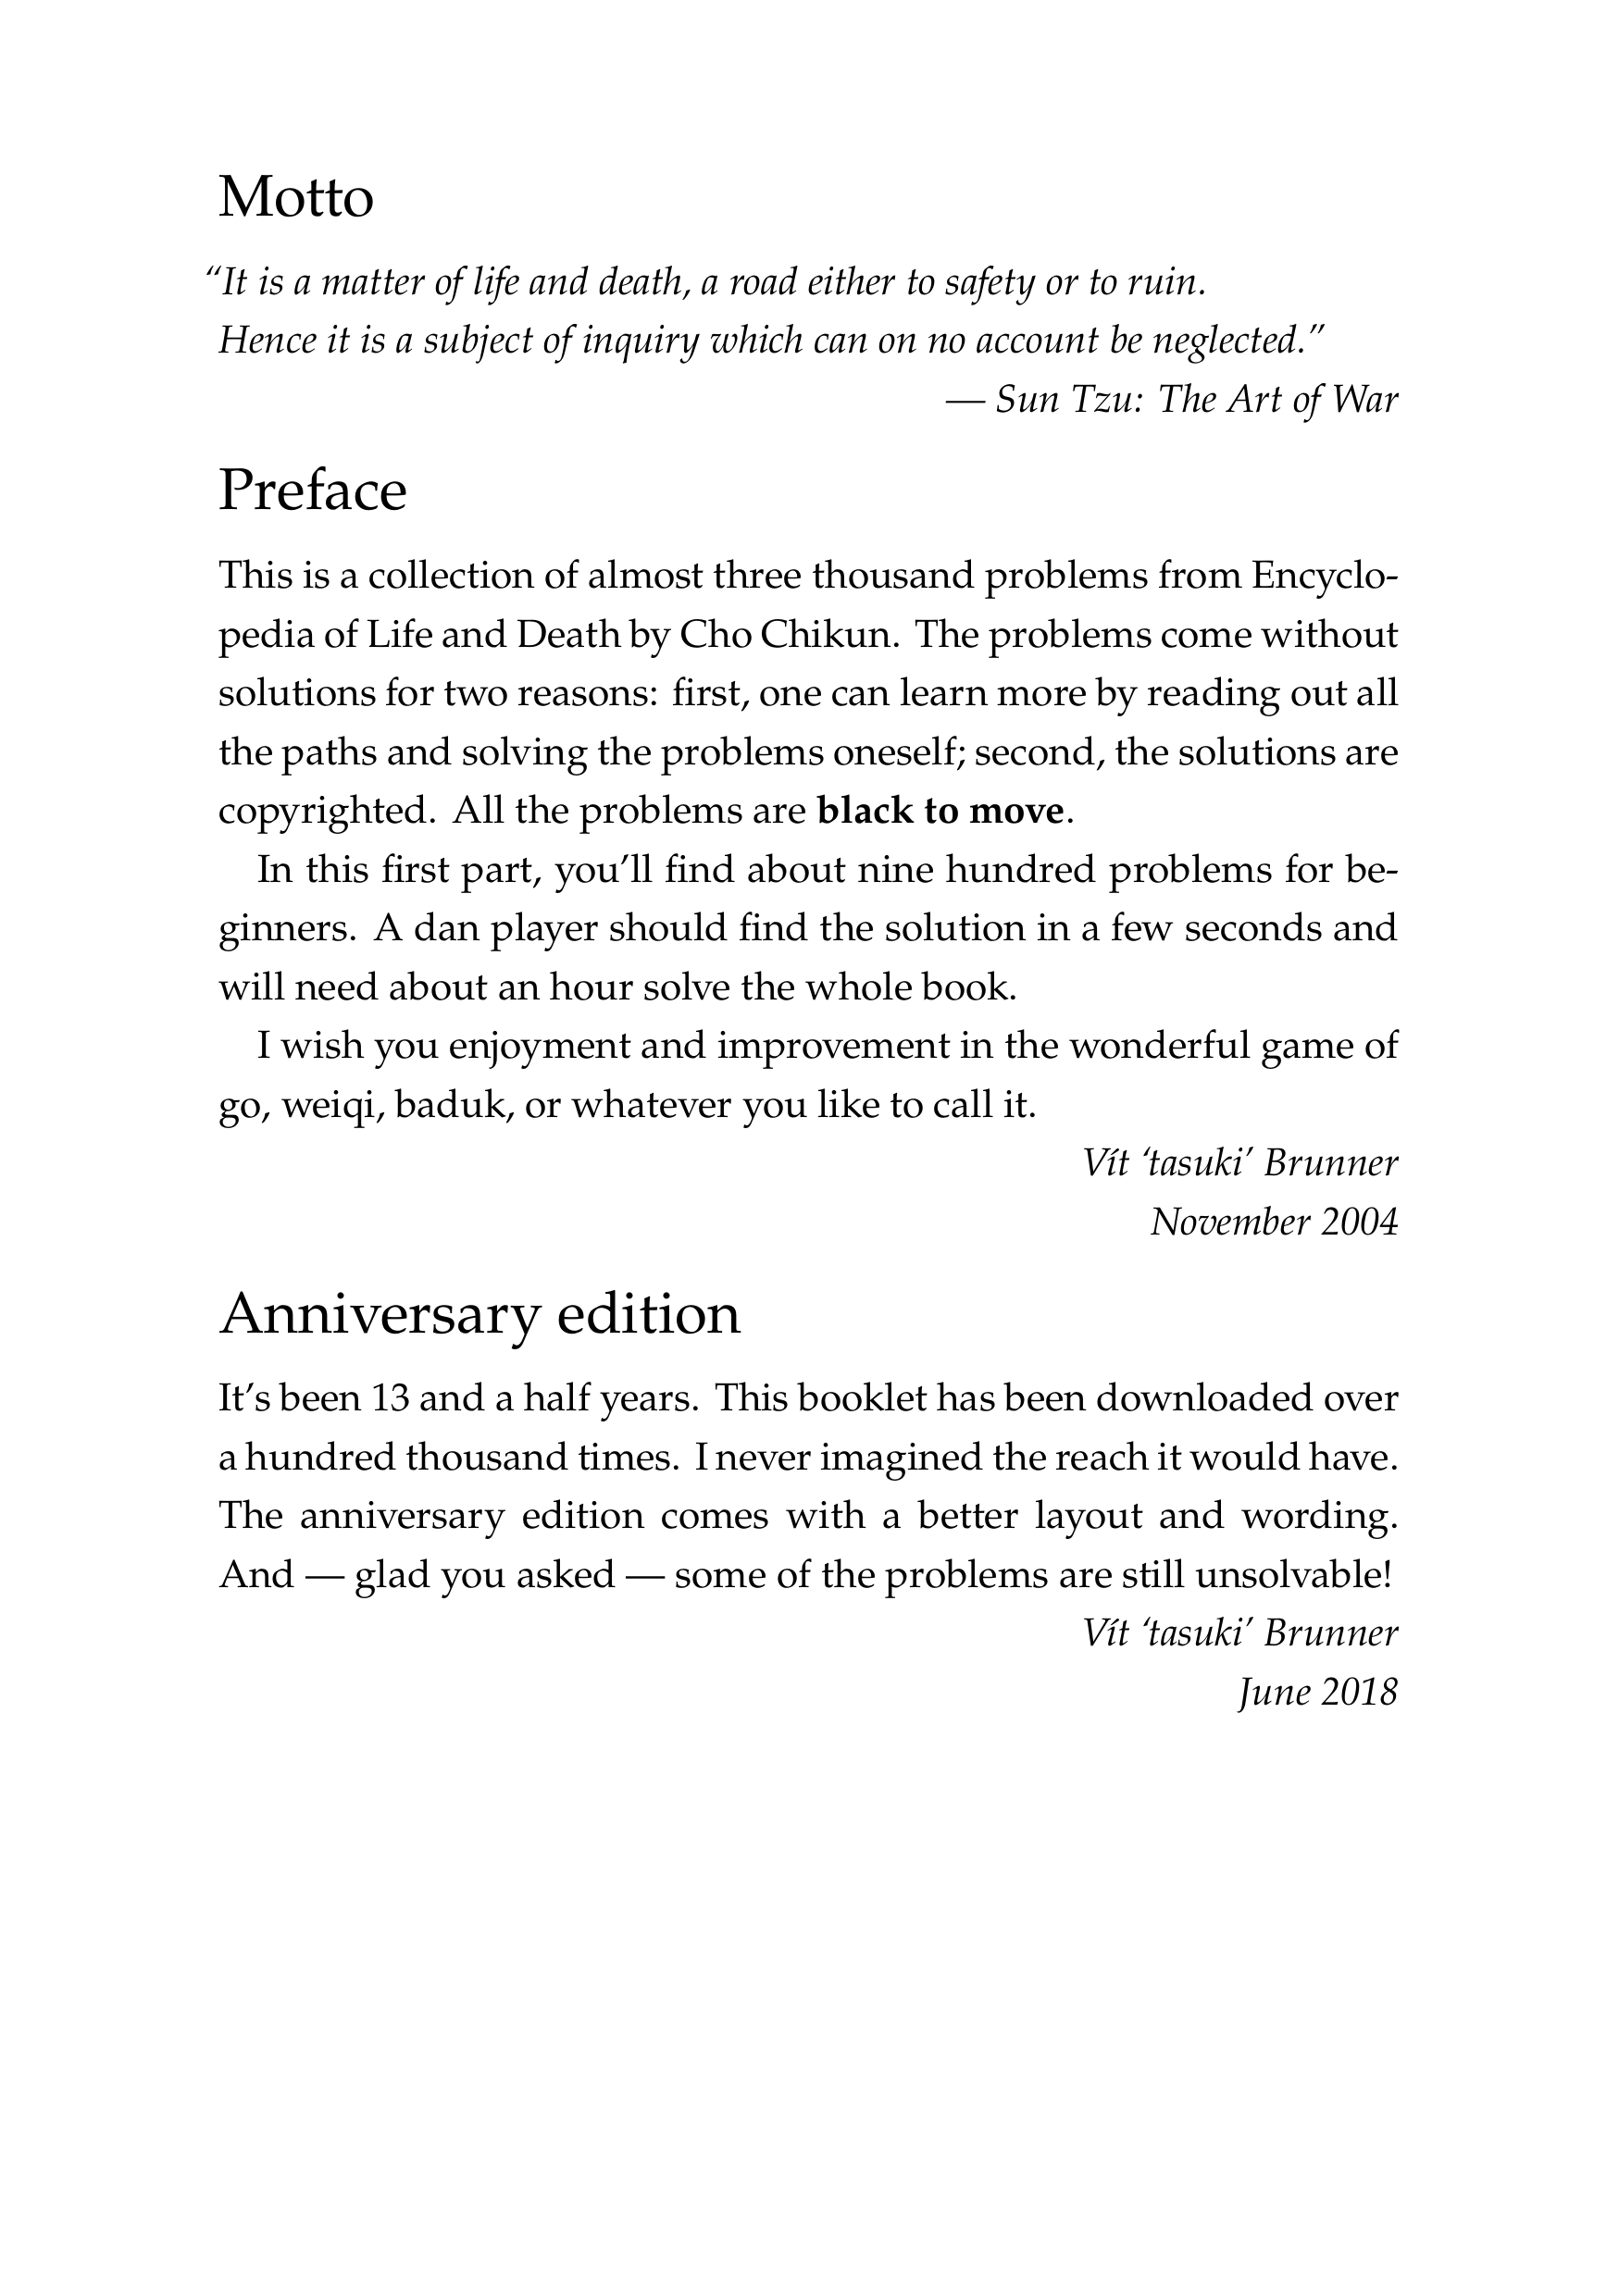 Motto
“It is a matter of life and death, a road either to safety or to ruin.
Hence it is a subject of inquiry which can on no account be neglected.”
— Sun Tzu: The Art of War
Preface
This is a collection of almost three thousand problems from Encyclo-
pedia of Life and Death by Cho Chikun. The problems come without
solutions for two reasons: first, one can learn more by reading out all
the paths and solving the problems oneself; second, the solutions are
copyrighted. All the problems are black to move.
In this first part, you’ll find about nine hundred problems for be-
ginners. A dan player should find the solution in a few seconds and
will need about an hour solve the whole book.
I wish you enjoyment and improvement in the wonderful game of
go, weiqi, baduk, or whatever you like to call it.
Vít ‘tasuki’ Brunner
November 2004
Anniversary edition
It’s been 13 and a half years. This booklet has been downloaded over
a hundred thousand times. I never imagined the reach it would have.
The anniversary edition comes with a better layout and wording.
And — glad you asked — some of the problems are still unsolvable!
Vít ‘tasuki’ Brunner
June 2018